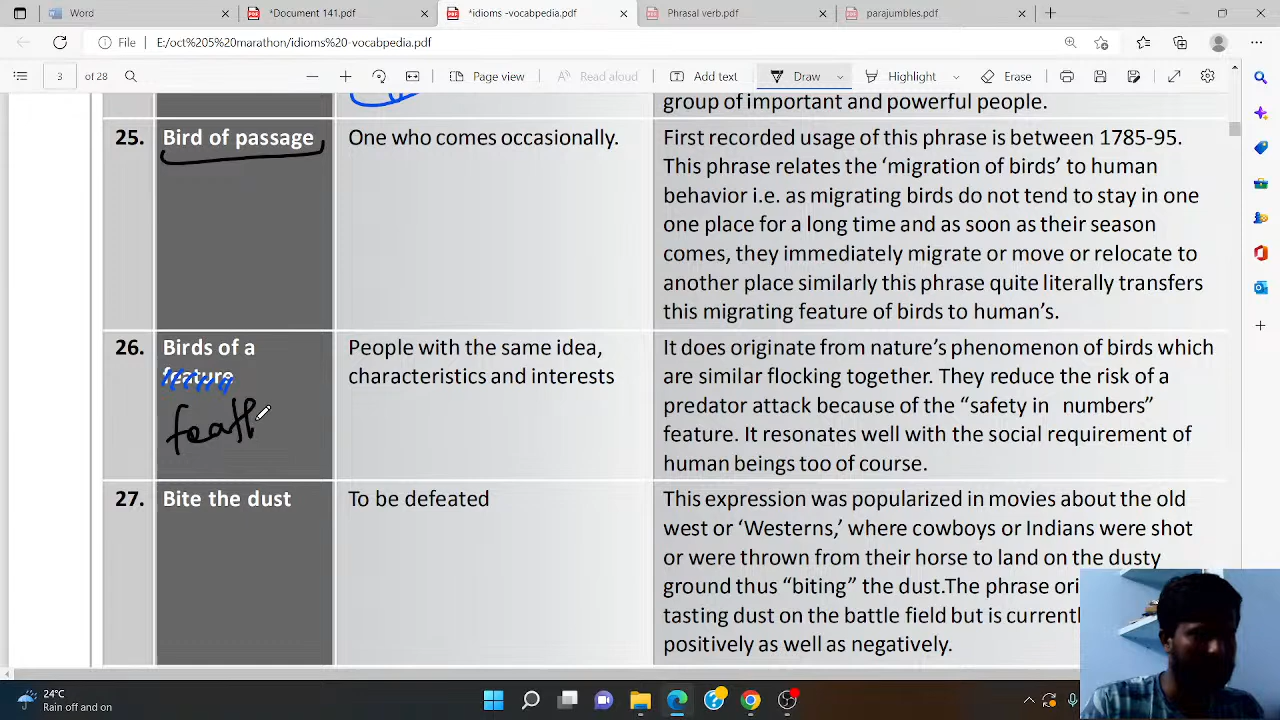 Word
*Document 141.pdf
*idioms -vocabpedia.pdf
Phrasal verb.pdf
parajumbles.pdf
File
E:/oct%205%20marathon/idioms%20-vocabpedia.pdf
3
of 28
Page view
Read aloud
Add text
Draw
Highlight
Erase
group of important and powerful people.
25.
Bird of passage
One who comes occasionally.
First recorded usage of this phrase is between 1785-95.
This phrase relates the ‘migration of birds’ to human
behavior i.e. as migrating birds do not tend to stay in one
one place for a long time and as soon as their season
comes, they immediately migrate or move or relocate to
another place similarly this phrase quite literally transfers
this migrating feature of birds to human’s.
26.
Birds of a
feature
feath
People with the same idea,
characteristics and interests
It does originate from nature’s phenomenon of birds which
are similar flocking together. They reduce the risk of a
predator attack because of the “safety in numbers”
feature. It resonates well with the social requirement of
human beings too of course.
27.
Bite the dust
To be defeated
This expression was popularized in movies about the old
west or ‘Westerns,’ where cowboys or Indians were shot
or were thrown from their horse to land on the dusty
ground thus “biting” the dust.The phrase ori
tasting dust on the battle field but is current
positively as well as negatively.
24°C
Rain off and on